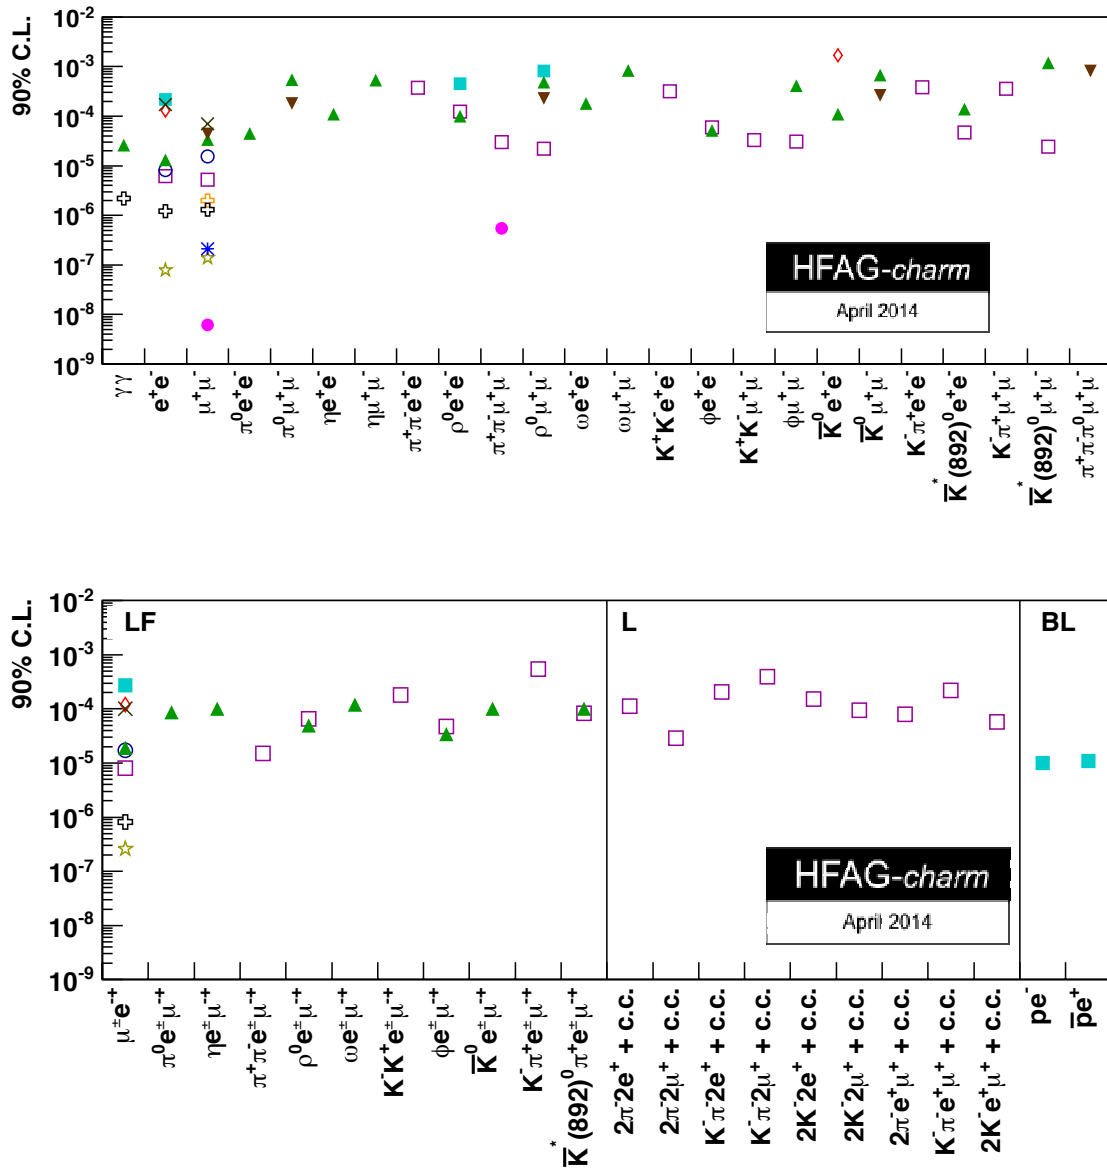 90% C.L.
10⁻²
10⁻³
10⁻⁴
10⁻⁵
10⁻⁶
10⁻⁷
10⁻⁸
10⁻⁹
HFAG-charm
April 2014
γγ
e⁺e⁻
μ⁺μ⁻
π⁰e⁺e⁻
π⁰μ⁺μ⁻
ηe⁺e⁻
ημ⁺μ⁻
π⁺π⁻e⁺e⁻
ρ⁰e⁺e⁻
π⁺π⁻μ⁺μ⁻
ρ⁰μ⁺μ⁻
ωe⁺e⁻
ωμ⁺μ⁻
K⁺K⁻e⁺e⁻
φe⁺e⁻
K⁺K⁻μ⁺μ⁻
φμ⁺μ⁻
K̅⁰e⁺e⁻
K̅⁰μ⁺μ⁻
K⁻π⁺e⁺e⁻
K̅*(892)⁰e⁺e⁻
K⁻π⁺μ⁺μ⁻
K̅*(892)⁰μ⁺μ⁻
π⁺π⁻π⁰μ⁺μ⁻
90% C.L.
10⁻²
10⁻³
10⁻⁴
10⁻⁵
10⁻⁶
10⁻⁷
10⁻⁸
10⁻⁹
LF
L
BL
HFAG-charm
April 2014
μ±e∓
π⁰e±μ∓
ηe±μ∓
π⁺π⁻e±μ∓
ρ⁰e±μ∓
ωe±μ∓
K⁻K⁺e±μ∓
φe±μ∓
K̅⁰e±μ∓
K⁻π⁺e±μ∓
K̅*(892)⁰π⁺e±μ∓
2π⁻2e⁺ + c.c.
2π⁻2μ⁺ + c.c.
K⁻π⁻2e⁺ + c.c.
K⁻π⁻2μ⁺ + c.c.
2K⁻2e⁺ + c.c.
2K⁻2μ⁺ + c.c.
2π⁻e⁺μ⁺ + c.c.
K⁻π⁻e⁺μ⁺ + c.c.
2K⁻e⁺μ⁺ + c.c.
pe⁻
p̅e⁺